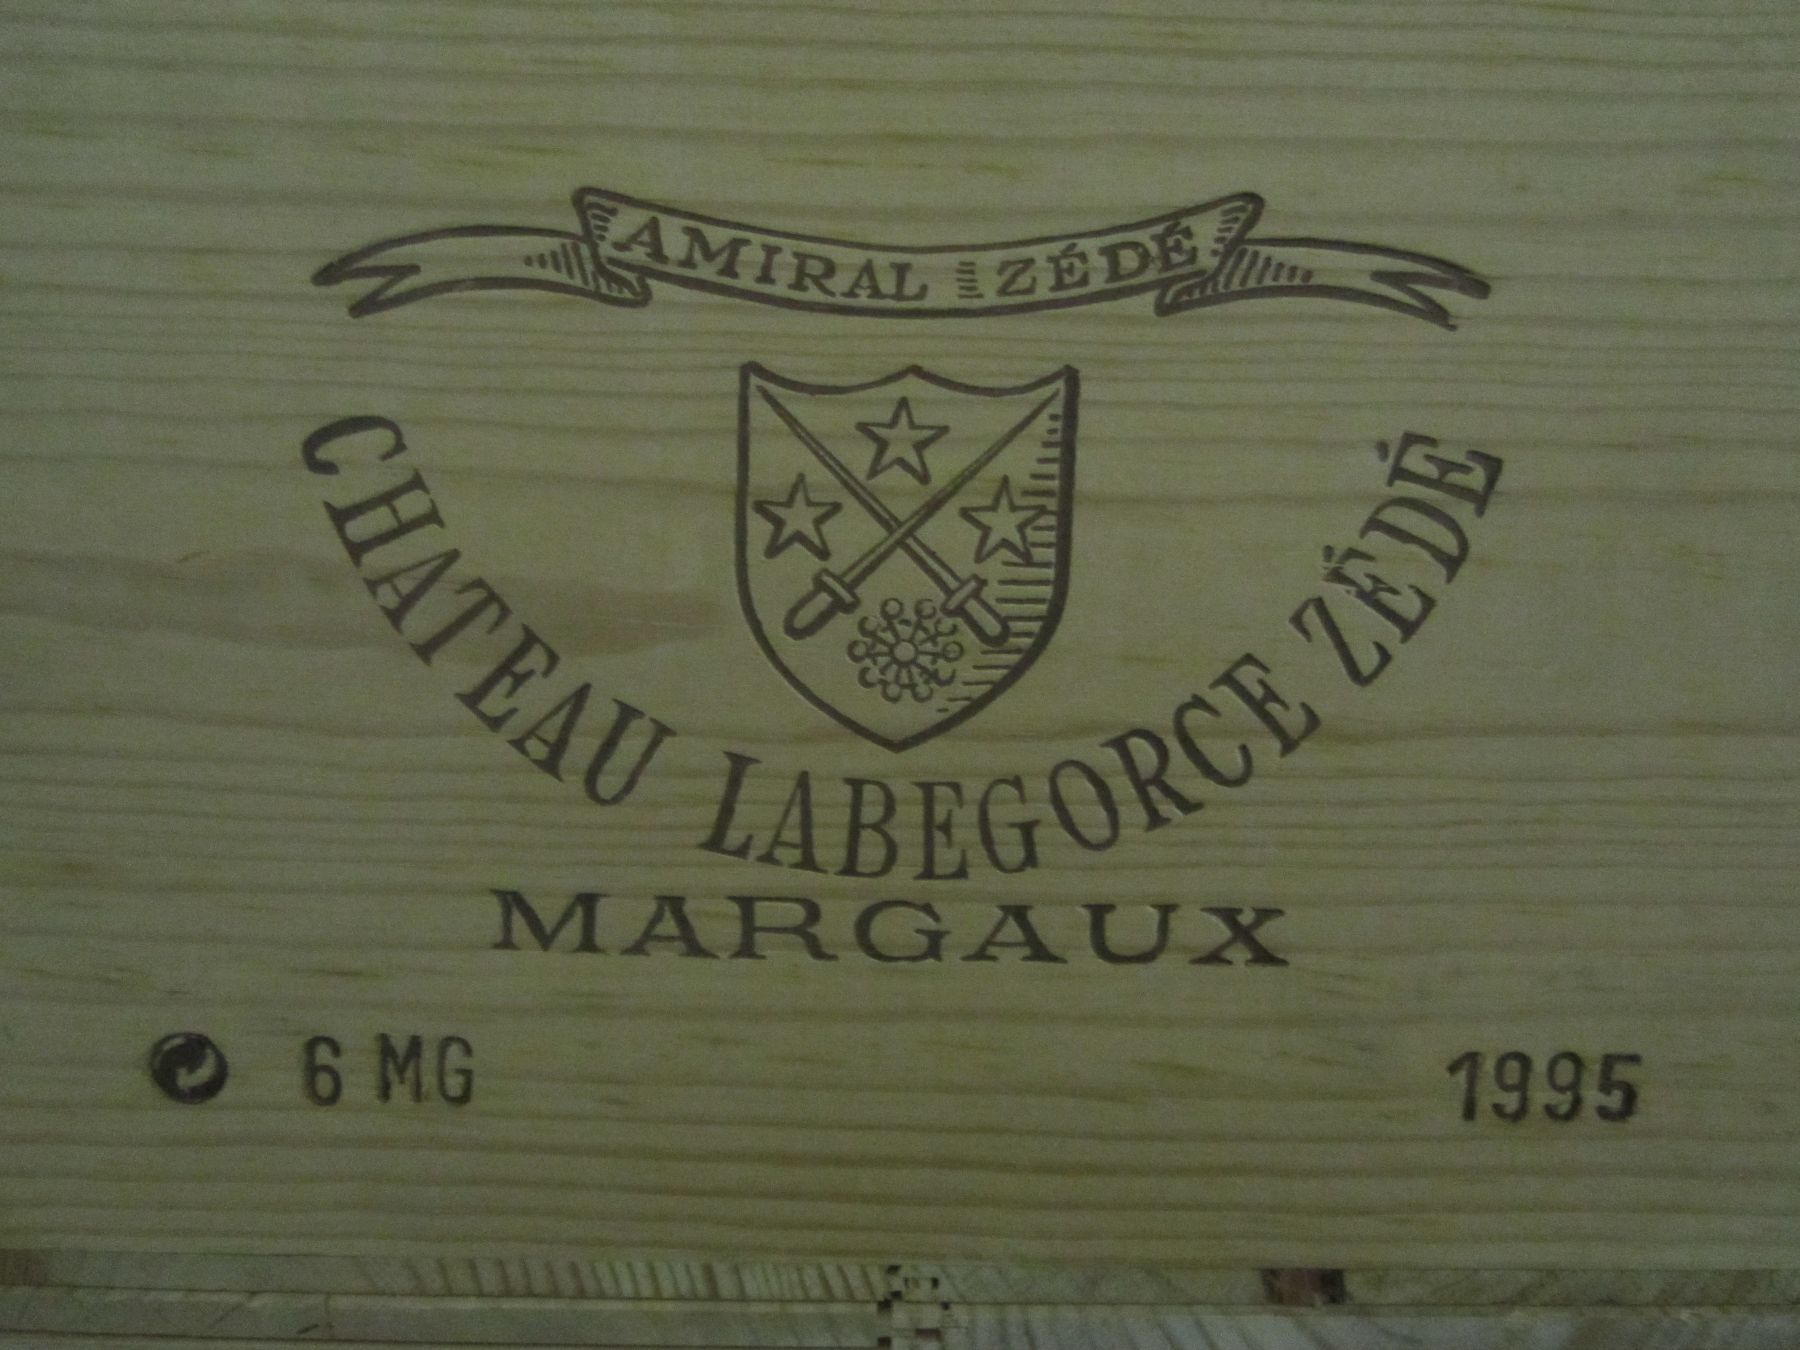 AMIRAL ZÉDÉ
CHATEAU LABEGORCE ZÉDÉ
MARGAUX
6 MG
1995